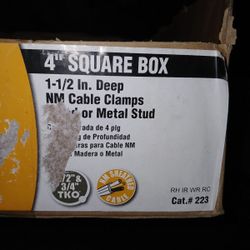 4" SQUARE BOX
1-1/2 In. Deep
NM Cable Clamps
or Metal Stud
rada de 4 plg
de Profundidad
ras para Cable NM
Madera o Metal
/2" &
3/4"
TKO
NM SHEATHED
CABLE
RH IR WR RC
Cat.# 223